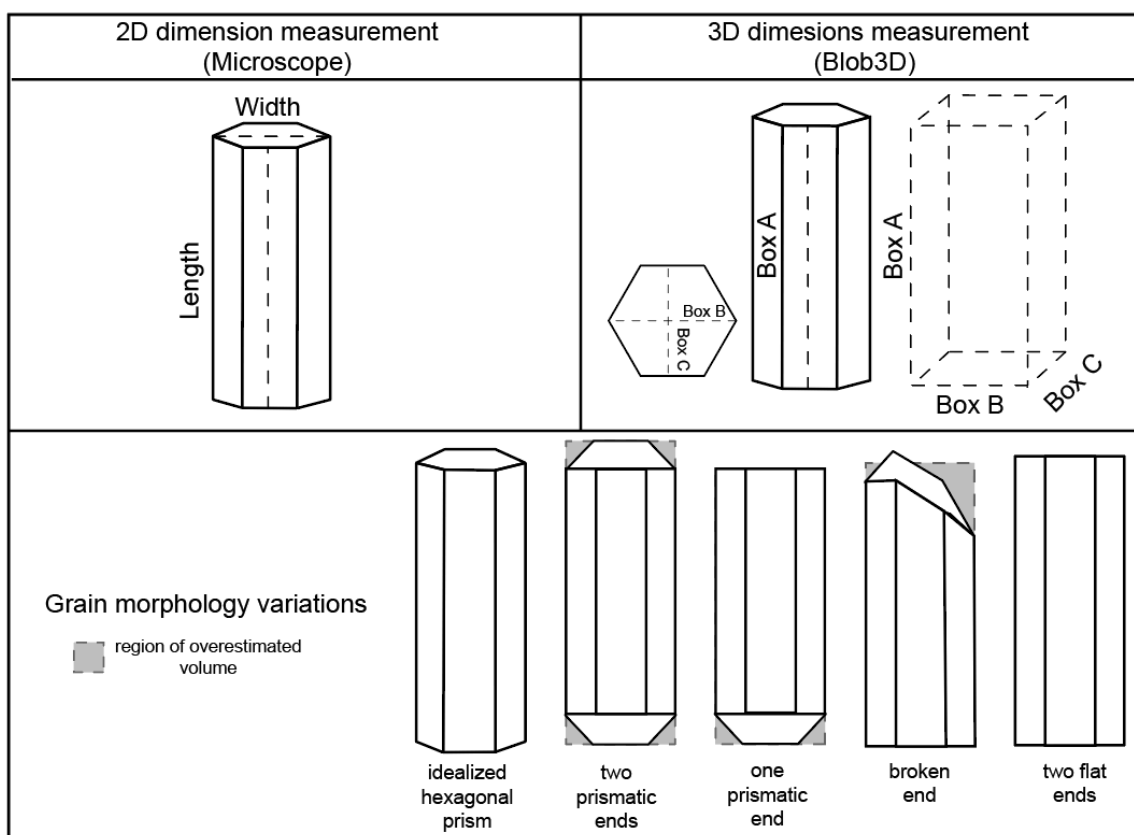 2D dimension measurement
(Microscope)
3D dimesions measurement
(Blob3D)
Width
Length
Box B
Box C
Box A
Box A
Box B
Box C
Grain morphology variations
region of overestimated
volume
idealized
hexagonal
prism
two
prismatic
ends
one
prismatic end
broken
end
two flat
ends